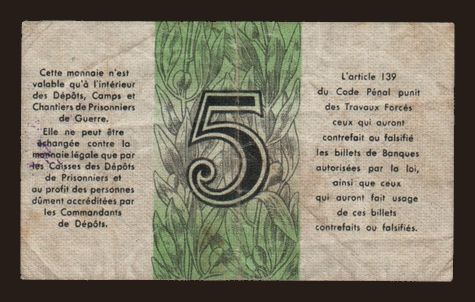 Cette monnaie n'est
valable qu'à l'intérieur
des Dépôts, Camps et
Chantiers de Prisonniers
de Guerre.
Elle ne peut être
échangée contre la
monnaie légale que par
les Caisses des Dépôts
de Prisonniers et
au profit des personnes
dûment accréditées par
les Commandants
de Dépôts.
5
L'article 139
du Code Pénal punit
des Travaux Forcés
ceux qui auront
contrefait ou falsifié
les billets de Banques
autorisées par la loi,
ainsi que ceux
qui auront fait usage
de ces billets
contrefaits ou falsifiés.